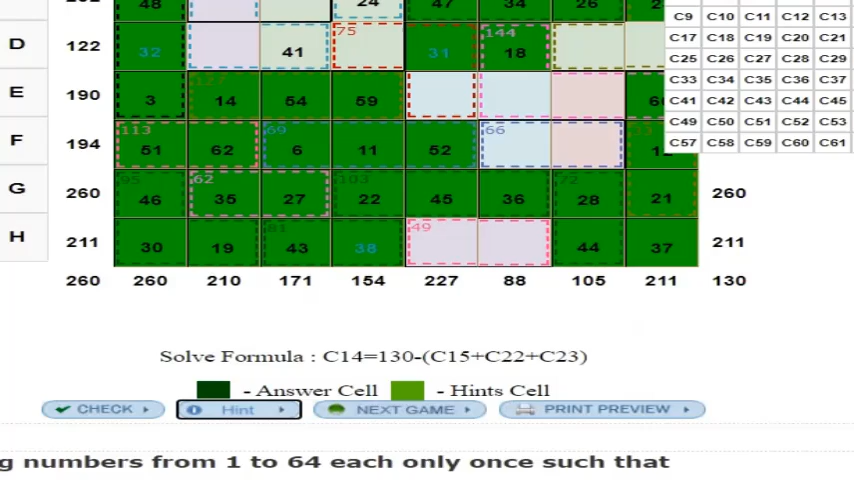 48 24 47 34 26
C9 C10 C11 C12 C13
D 122 32 41 75 31 144 18
C17 C18 C19 C20 C21
C25 C26 C27 C28 C29
C33 C34 C35 C36 C37
E 190 3 127 14 54 59
C41 C42 C43 C44 C45
C49 C50 C51 C52 C53
F 194 113 51 62 69 6 11 52 66 33
C57 C58 C59 C60 C61
G 260 95 46 62 35 27 103 22 45 36 72 28 21 260
H 211 30 19 81 43 38 49 44 37 211
260 260 210 171 154 227 88 105 211 130
Solve Formula : C14=130-(C15+C22+C23)
- Answer Cell - Hints Cell
CHECK Hint NEXT GAME PRINT PREVIEW
g numbers from 1 to 64 each only once such that